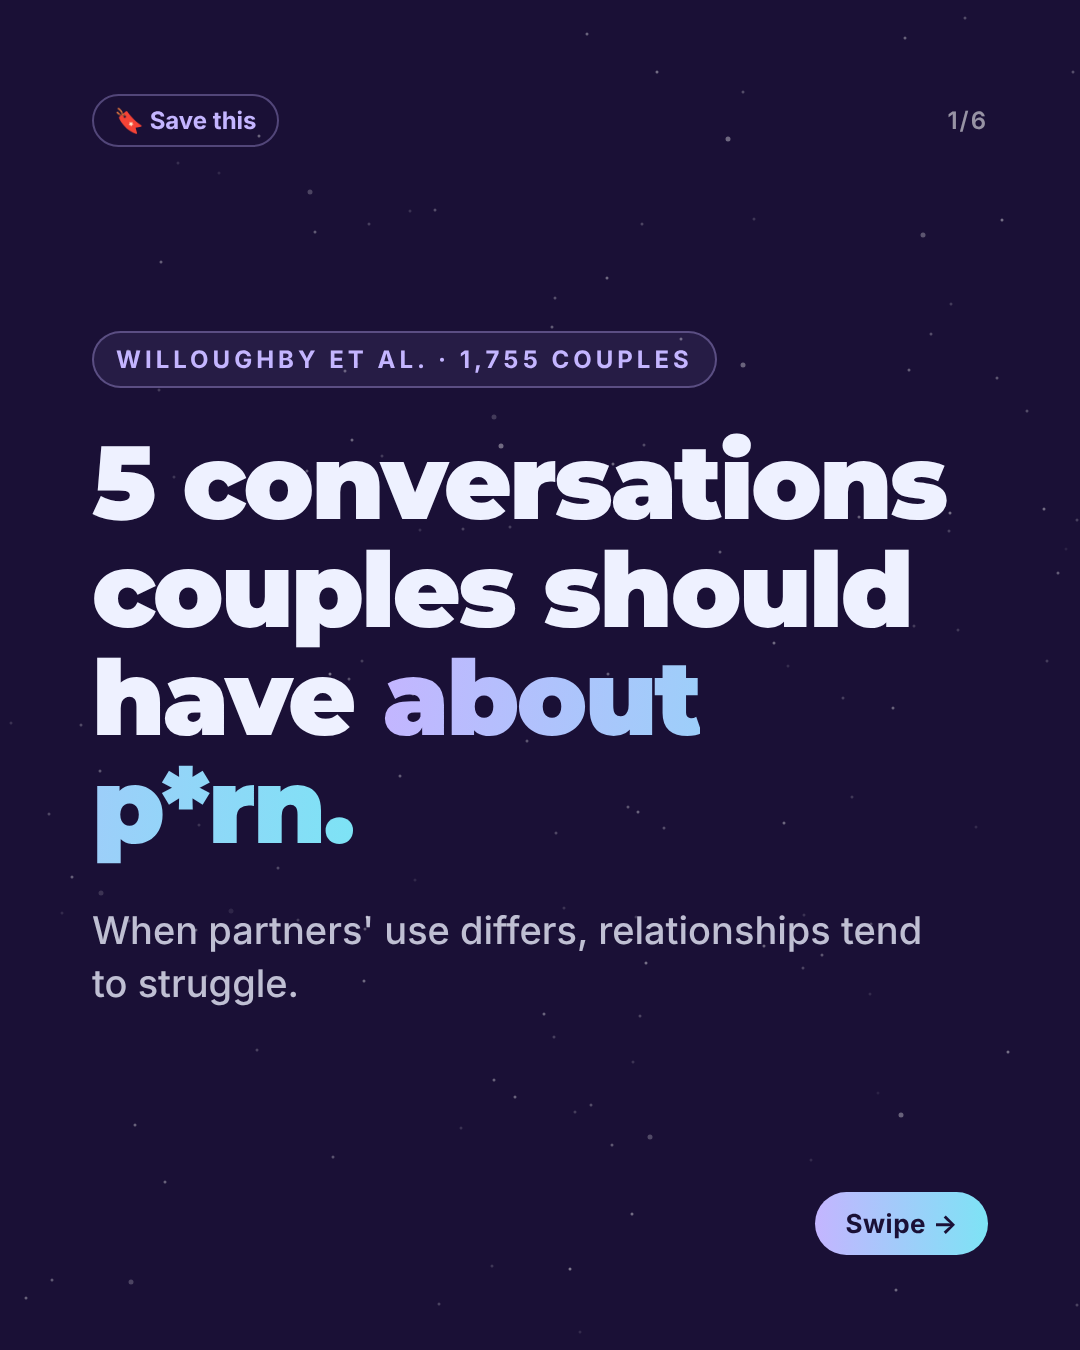 🔖 Save this
1/6
WILLOUGHBY ET AL. · 1,755 COUPLES
5 conversations
couples should
have about
p*rn.
When partners' use differs, relationships tend
to struggle.
Swipe →